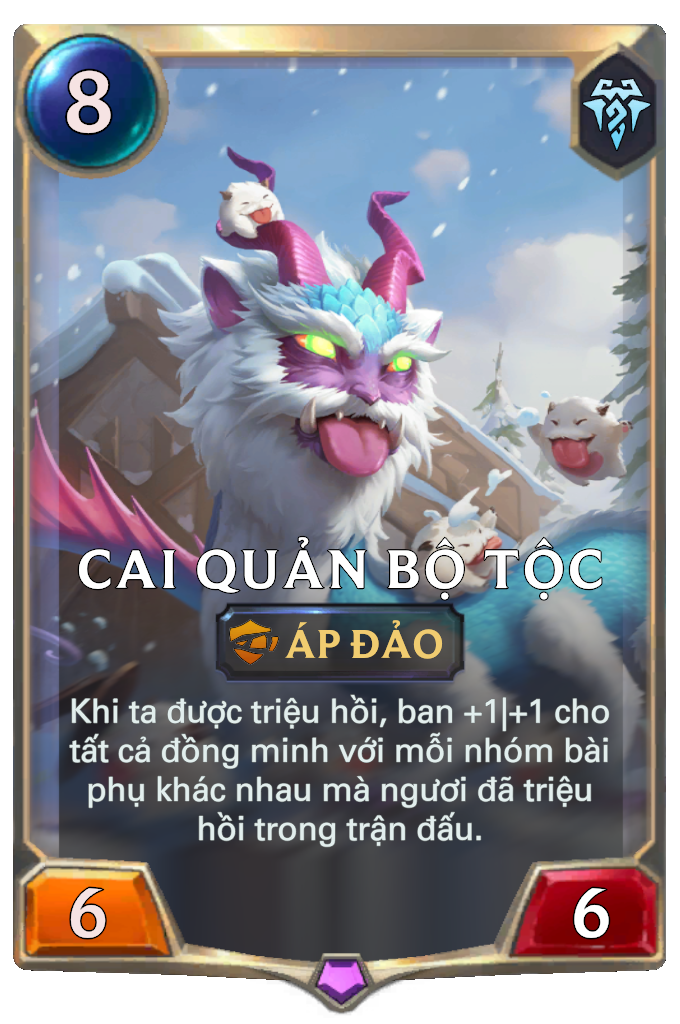 8
CAI QUẢN BỘ TỘC
ÁP ĐẢO
Khi ta được triệu hồi, ban +1|+1 cho
tất cả đồng minh với mỗi nhóm bài
phụ khác nhau mà ngươi đã triệu
hồi trong trận đấu.
6
6